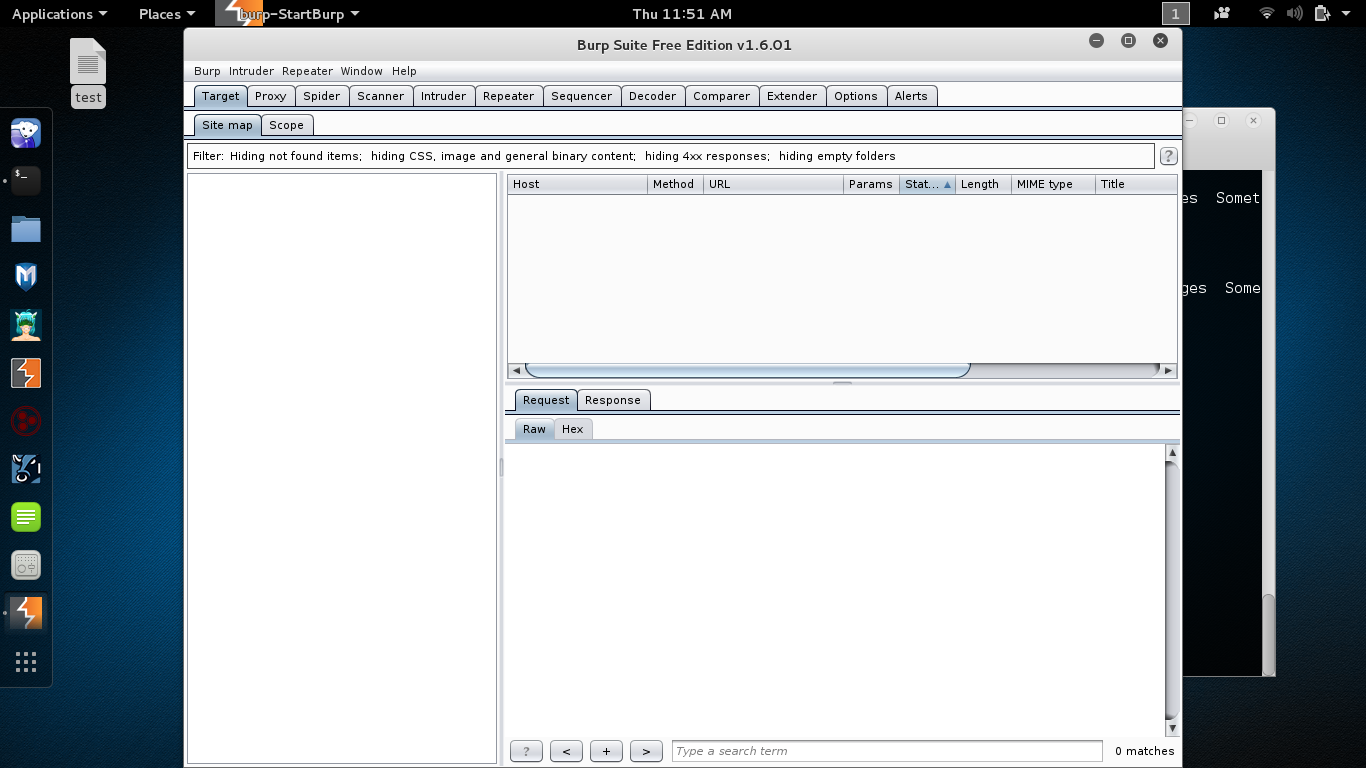 Applications Places burp-StartBurp Thu 11:51 AM 1
test
Burp Suite Free Edition v1.6.01
Burp Intruder Repeater Window Help
Target Proxy Spider Scanner Intruder Repeater Sequencer Decoder Comparer Extender Options Alerts
Site map Scope
Filter: Hiding not found items; hiding CSS, image and general binary content; hiding 4xx responses; hiding empty folders ?
Host Method URL Params Stat... Length MIME type Title
es Somet
ges Some
Request Response
Raw Hex
? < + > Type a search term 0 matches
$_